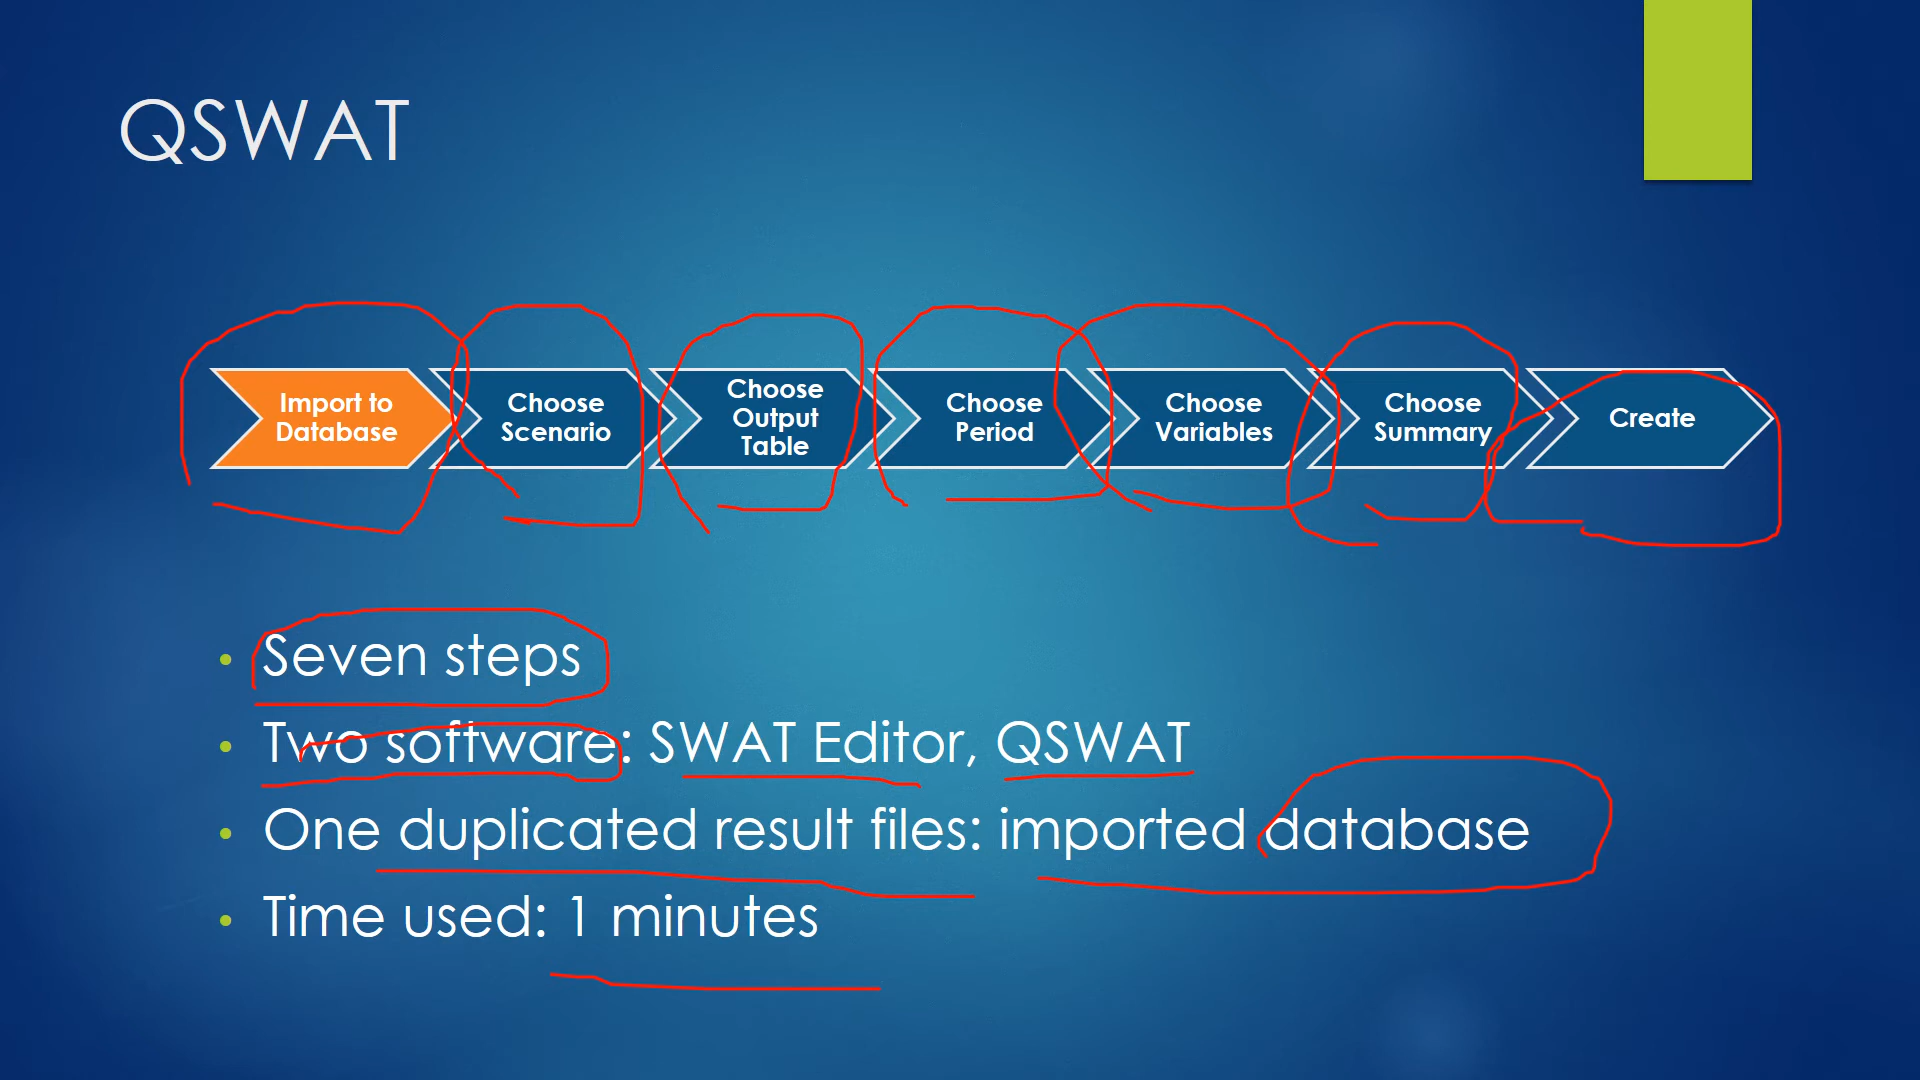 QSWAT
Import to
Database
Choose
Scenario
Choose
Output
Table
Choose
Period
Choose
Variables
Choose
Summary
Create
• Seven steps
• Two software: SWAT Editor, QSWAT
• One duplicated result files: imported database
• Time used: 1 minutes